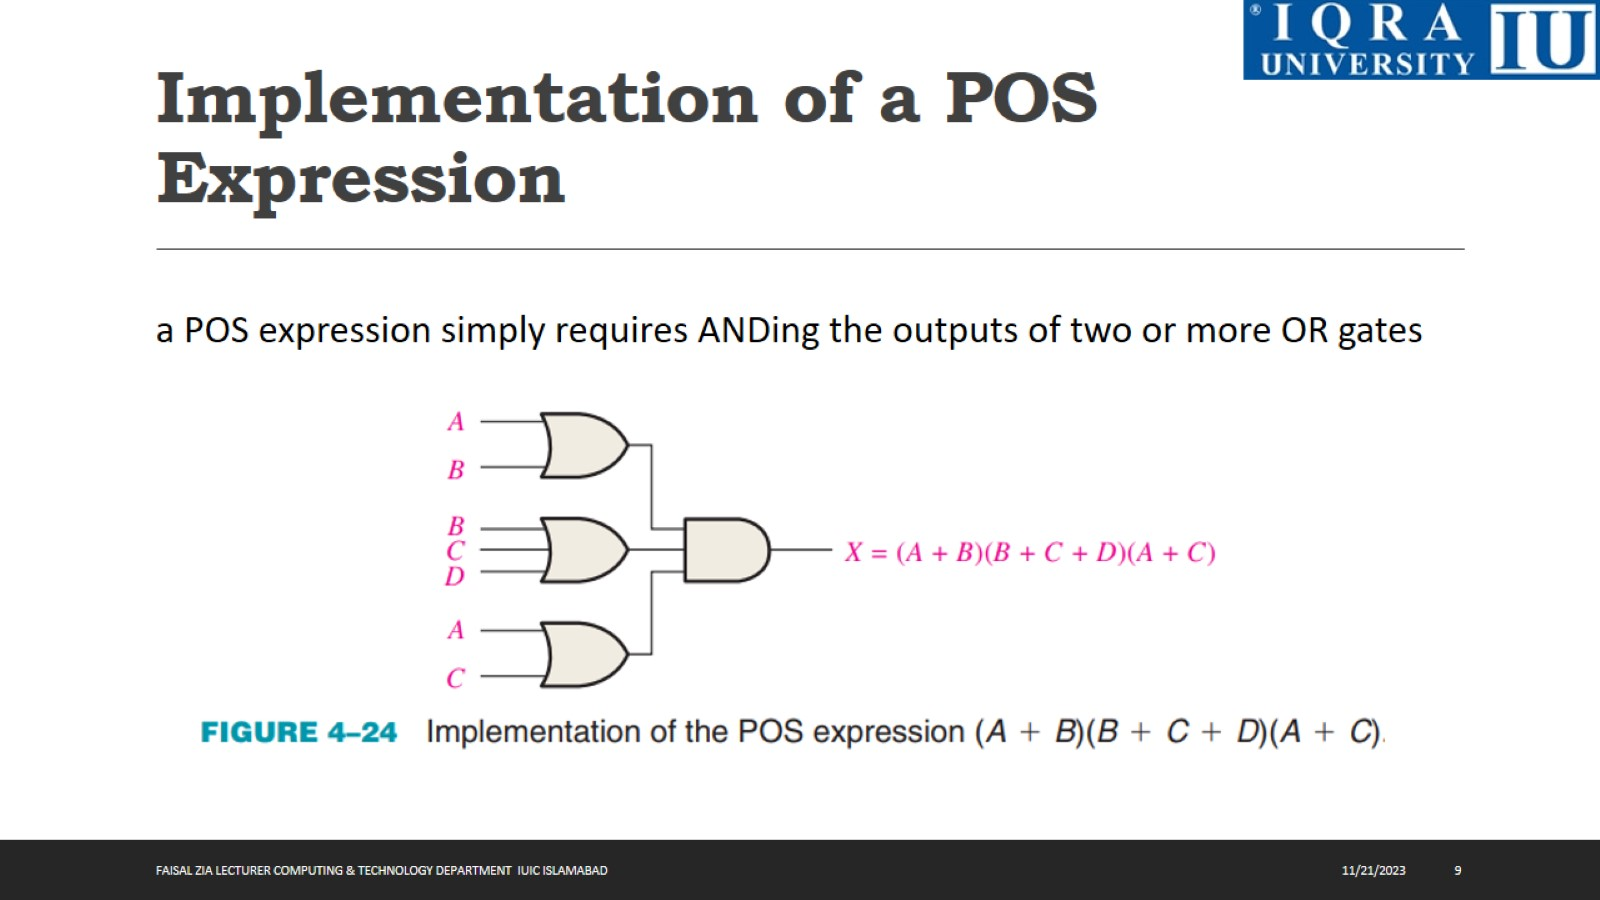 ® IQRA
UNIVERSITY IU
Implementation of a POS
Expression
a POS expression simply requires ANDing the outputs of two or more OR gates
A
B
B
C
D
X = (A + B)(B + C + D)(A + C)
A
C
FIGURE 4–24 Implementation of the POS expression (A + B)(B + C + D)(A + C).
FAISAL ZIA LECTURER COMPUTING & TECHNOLOGY DEPARTMENT IUIC ISLAMABAD 11/21/2023 9